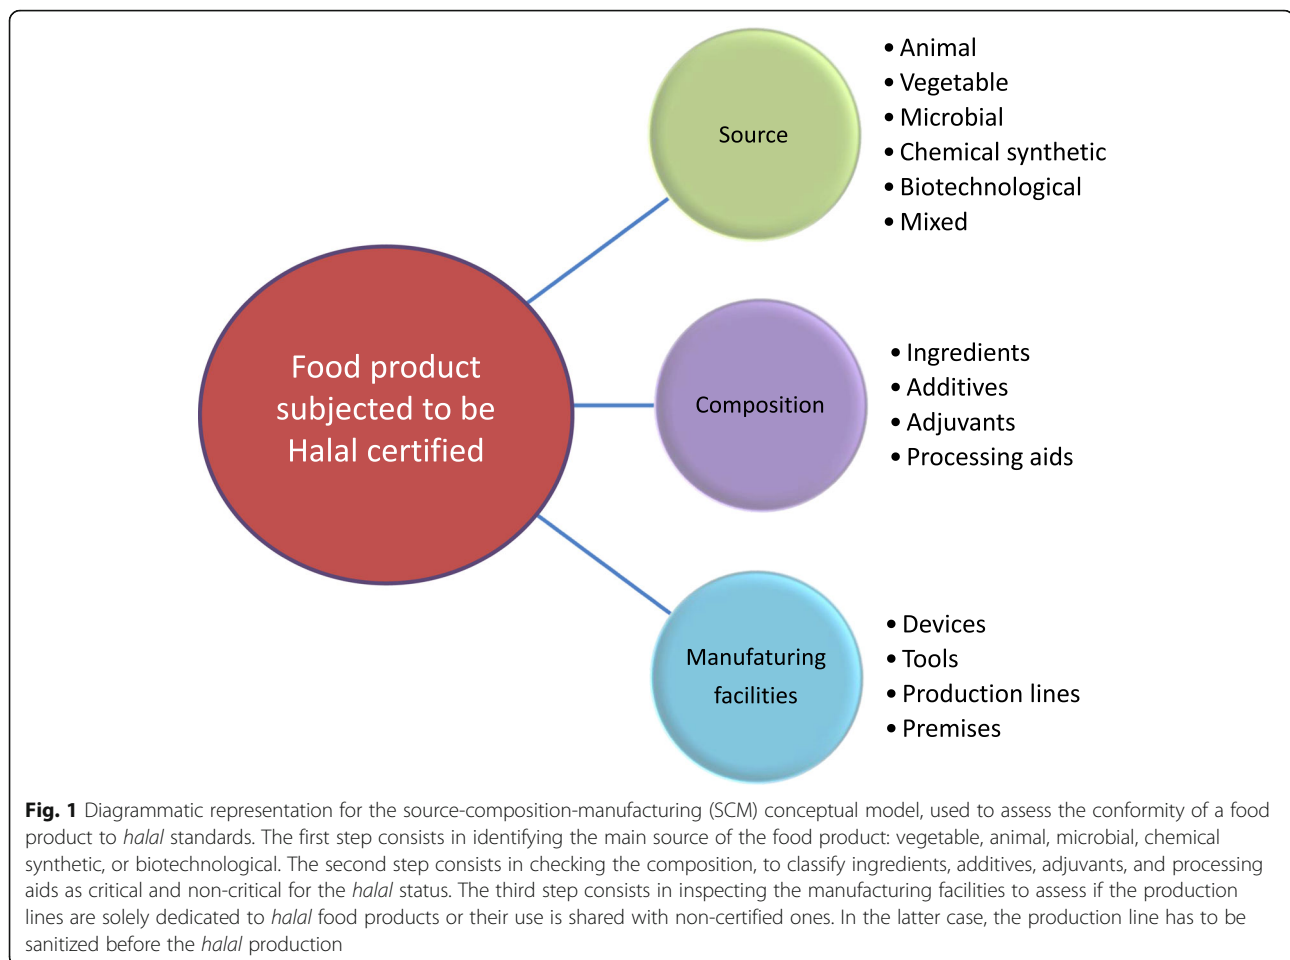 Source
• Animal
• Vegetable
• Microbial
• Chemical synthetic
• Biotechnological
• Mixed
Food product
subjected to be
Halal certified
Composition
• Ingredients
• Additives
• Adjuvants
• Processing aids
Manufaturing
facilities
• Devices
• Tools
• Production lines
• Premises
Fig. 1 Diagrammatic representation for the source-composition-manufacturing (SCM) conceptual model, used to assess the conformity of a food
product to halal standards. The first step consists in identifying the main source of the food product: vegetable, animal, microbial, chemical
synthetic, or biotechnological. The second step consists in checking the composition, to classify ingredients, additives, adjuvants, and processing
aids as critical and non-critical for the halal status. The third step consists in inspecting the manufacturing facilities to assess if the production
lines are solely dedicated to halal food products or their use is shared with non-certified ones. In the latter case, the production line has to be
sanitized before the halal production